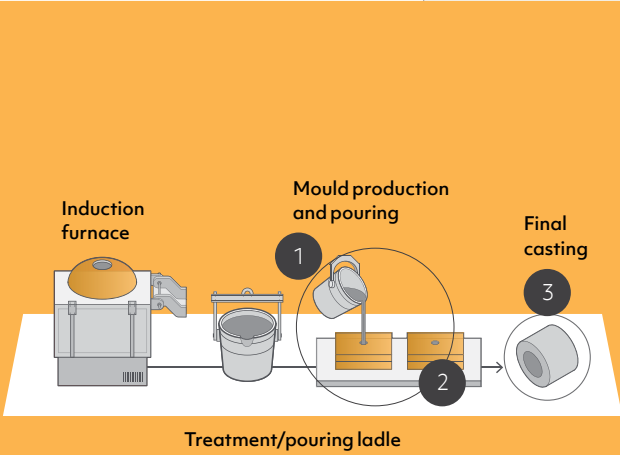 Induction
furnace
Mould production
and pouring
1
Final
casting
3
2
Treatment/pouring ladle